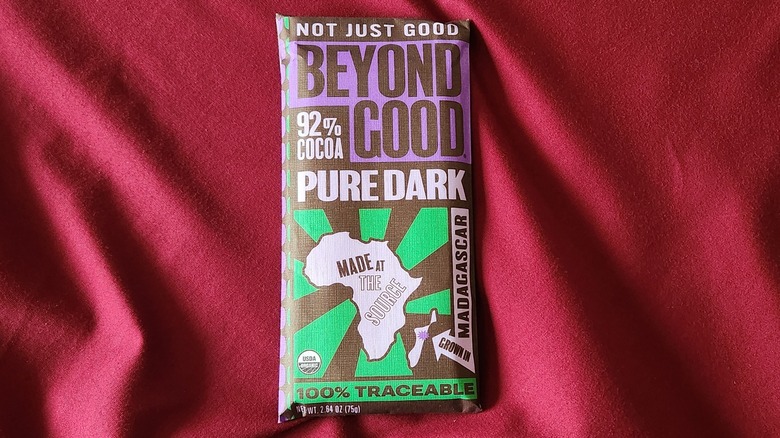 NOT JUST GOOD
BEYOND
GOOD
92%
COCOA
PURE DARK
MADE AT
THE
SOURCE
MADAGASCAR
GROWN IN
USDA
ORGANIC
100% TRACEABLE
NET WT. 2.64 OZ (75g)